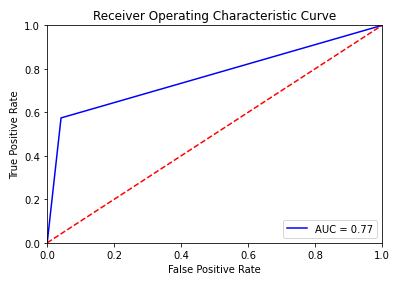 Receiver Operating Characteristic Curve
1.0
0.8
0.6
0.4
0.2
0.0
True Positive Rate
AUC = 0.77
0.0 0.2 0.4 0.6 0.8 1.0
False Positive Rate